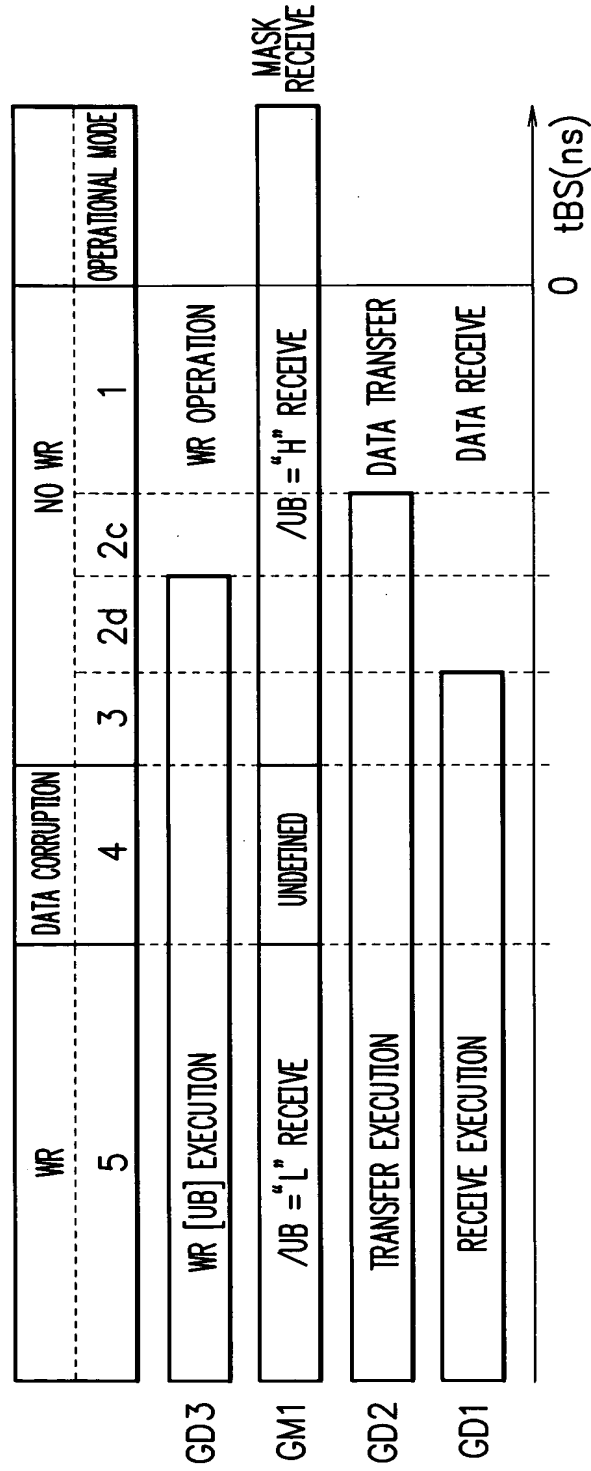 WR
DATA CORRUPTION
NO WR
5
4
3
2d
2c
1
OPERATIONAL MODE
GD3
WR [UB] EXECUTION
WR OPERATION
GM1
/UB = “L” RECEIVE
UNDEFINED
/UB = “H” RECEIVE
MASK
RECEIVE
GD2
TRANSFER EXECUTION
DATA TRANSFER
GD1
RECEIVE EXECUTION
DATA RECEIVE
0
tBS(ns)